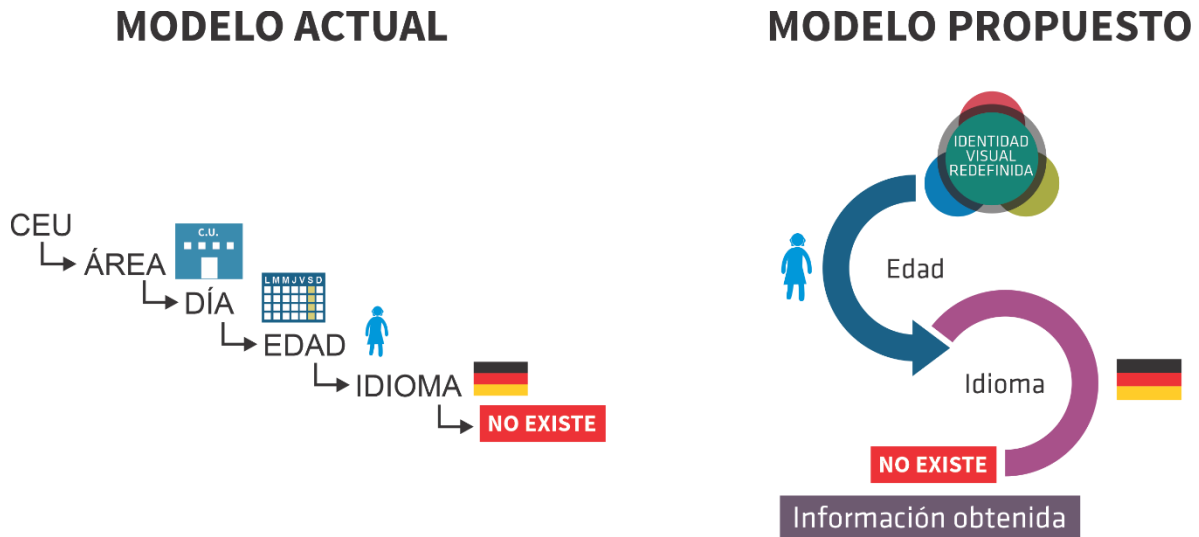 MODELO ACTUAL
CEU
ÁREA
C.U.
DÍA
L M M J V S D
EDAD
IDIOMA
NO EXISTE
MODELO PROPUESTO
IDENTIDAD
VISUAL
REDEFINIDA
Edad
Idioma
NO EXISTE
Información obtenida